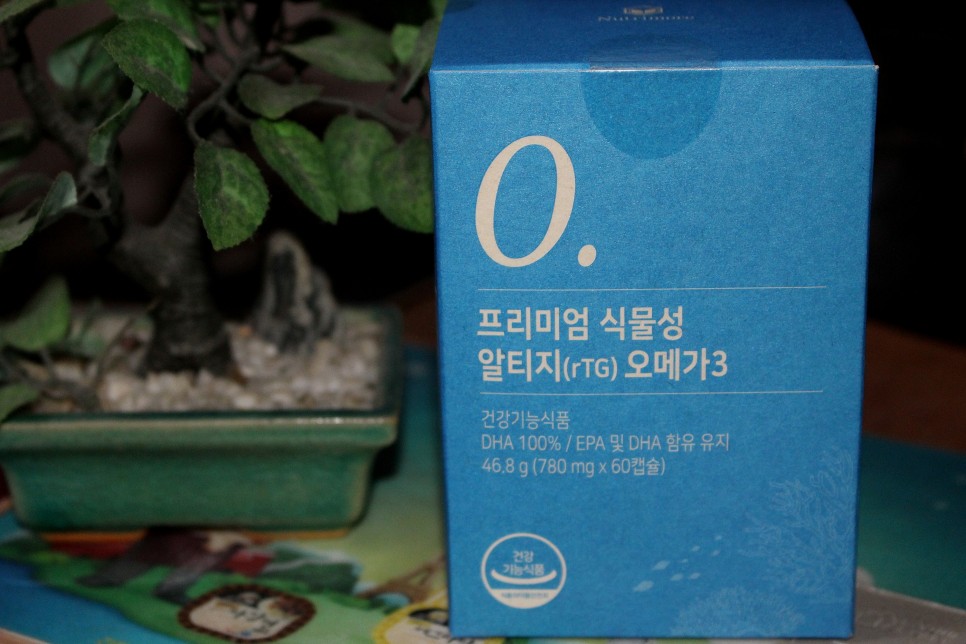 0.
프리미엄 식물성
알티지(rTG) 오메가3
건강기능식품
DHA 100% / EPA 및 DHA 함유 유지
46.8 g (780 mg x 60캡슐)
건강
기능식품